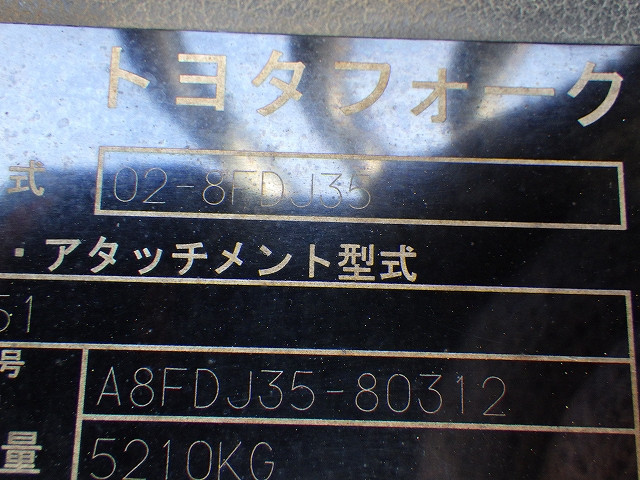 トヨタフォーク
式 02-8FDJ35
・アタッチメント型式
51
号 A8FDJ35-80312
量 5210KG